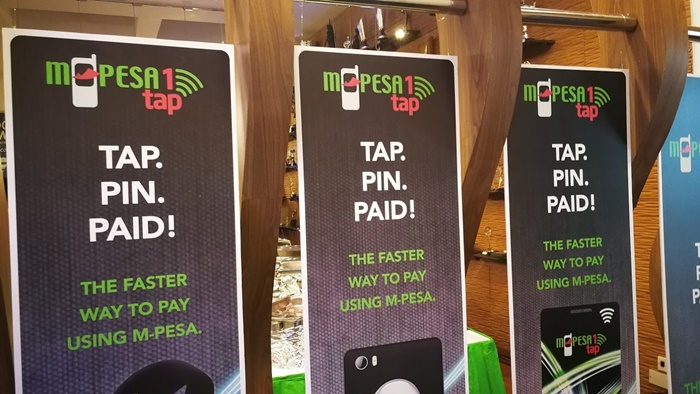 M-PESA 1
tap
TAP.
PIN.
PAID!
THE FASTER
WAY TO PAY
USING M-PESA.
M-PESA 1
tap
TAP.
PIN.
PAID!
THE FASTER
WAY TO PAY
USING M-PESA.
M-PESA 1
tap
TAP.
PIN.
PAID!
THE FASTER
WAY TO PAY
USING M-PESA.
M-PESA 1
tap